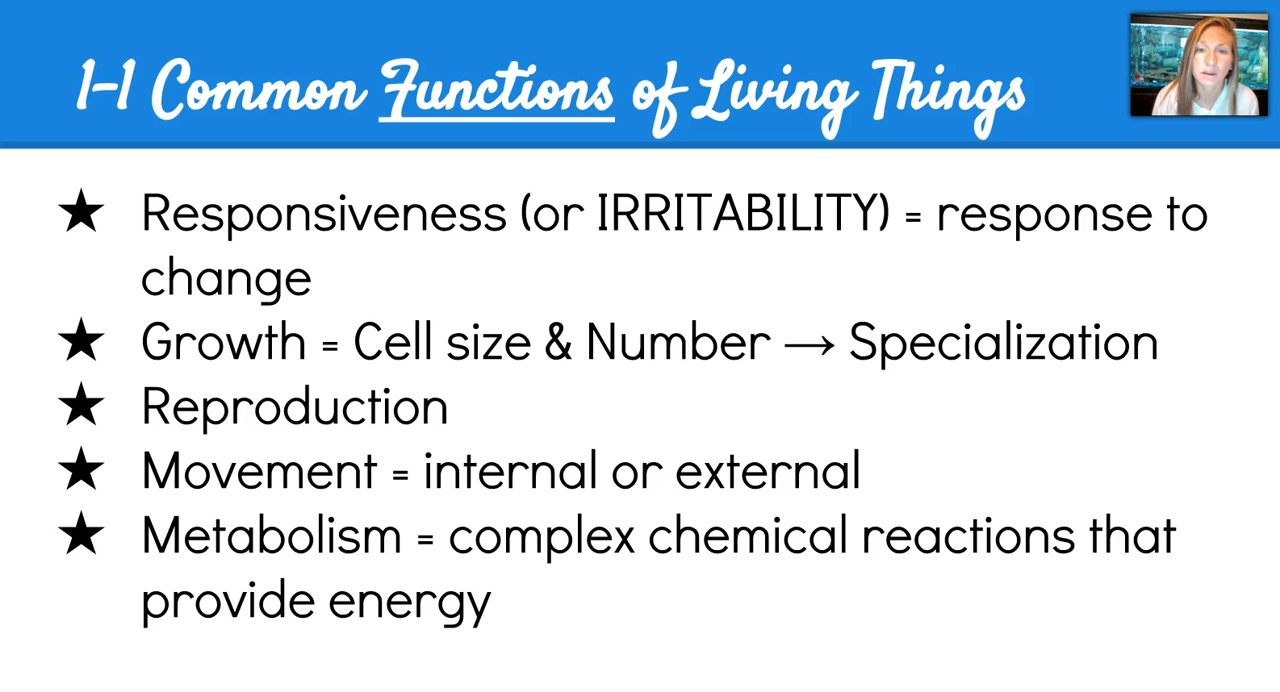 1-1 Common Functions of Living Things
★ Responsiveness (or IRRITABILITY) = response to
change
★ Growth = Cell size & Number → Specialization
★ Reproduction
★ Movement = internal or external
★ Metabolism = complex chemical reactions that
provide energy